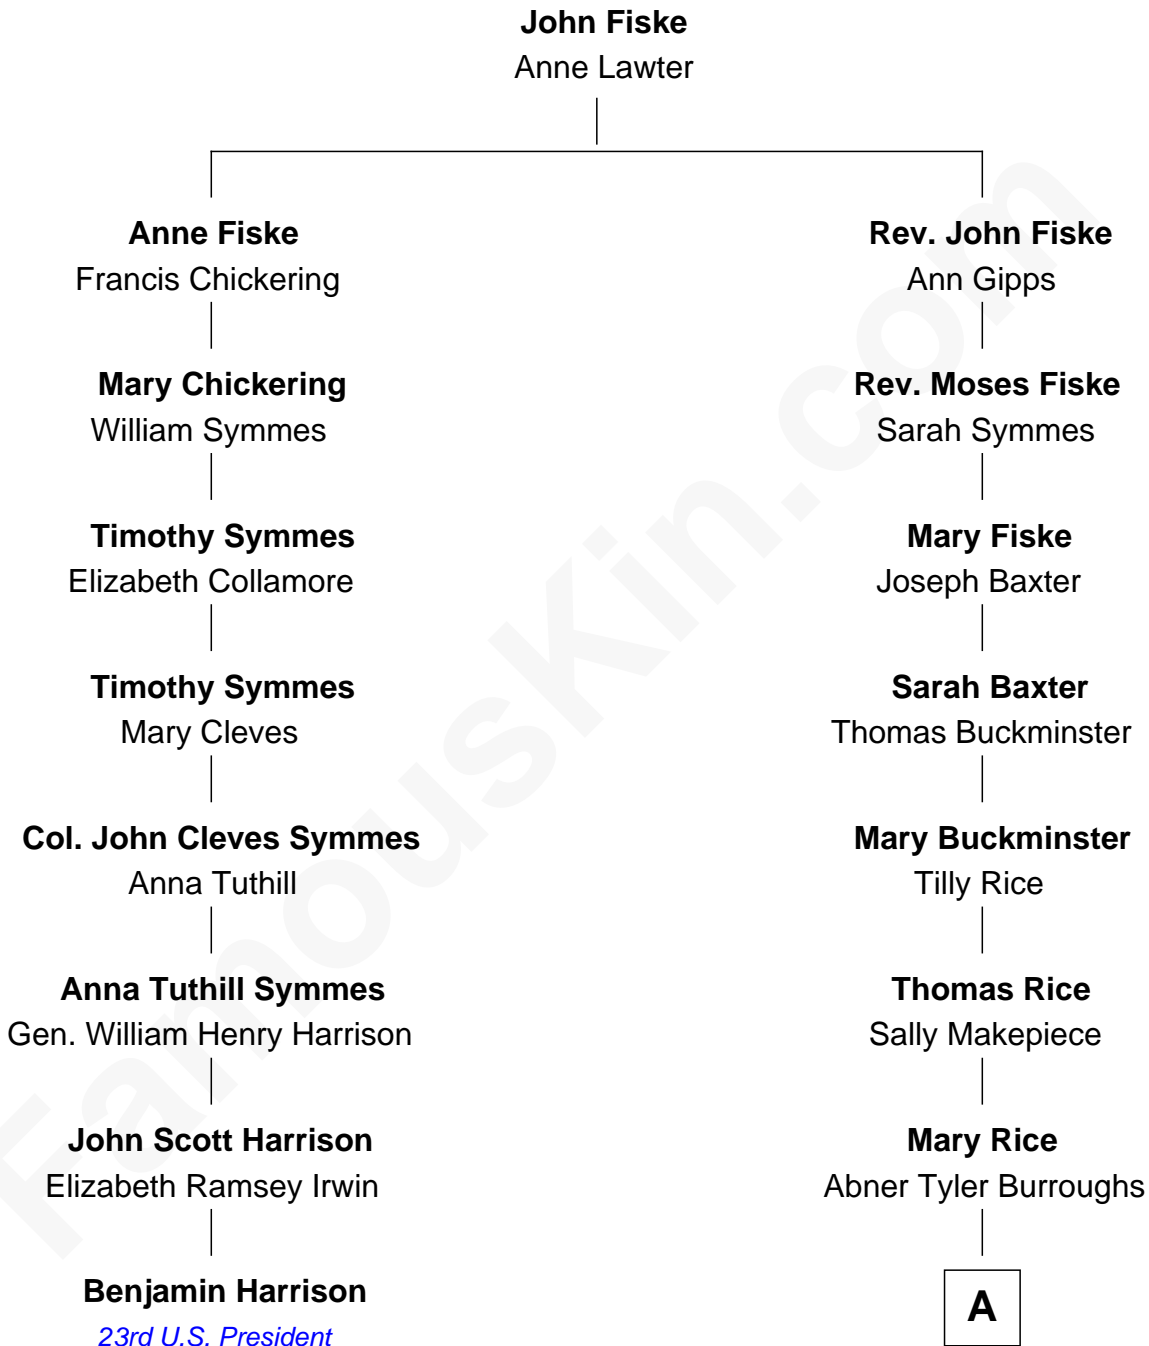 John Fiske
Anne Lawter
Anne Fiske
Francis Chickering
Mary Chickering
William Symmes
Timothy Symmes
Elizabeth Collamore
Timothy Symmes
Mary Cleves
Col. John Cleves Symmes
Anna Tuthill
Anna Tuthill Symmes
Gen. William Henry Harrison
John Scott Harrison
Elizabeth Ramsey Irwin
Benjamin Harrison
23rd U.S. President
Rev. John Fiske
Ann Gipps
Rev. Moses Fiske
Sarah Symmes
Mary Fiske
Joseph Baxter
Sarah Baxter
Thomas Buckminster
Mary Buckminster
Tilly Rice
Thomas Rice
Sally Makepiece
Mary Rice
Abner Tyler Burroughs
A
FamousKin.com